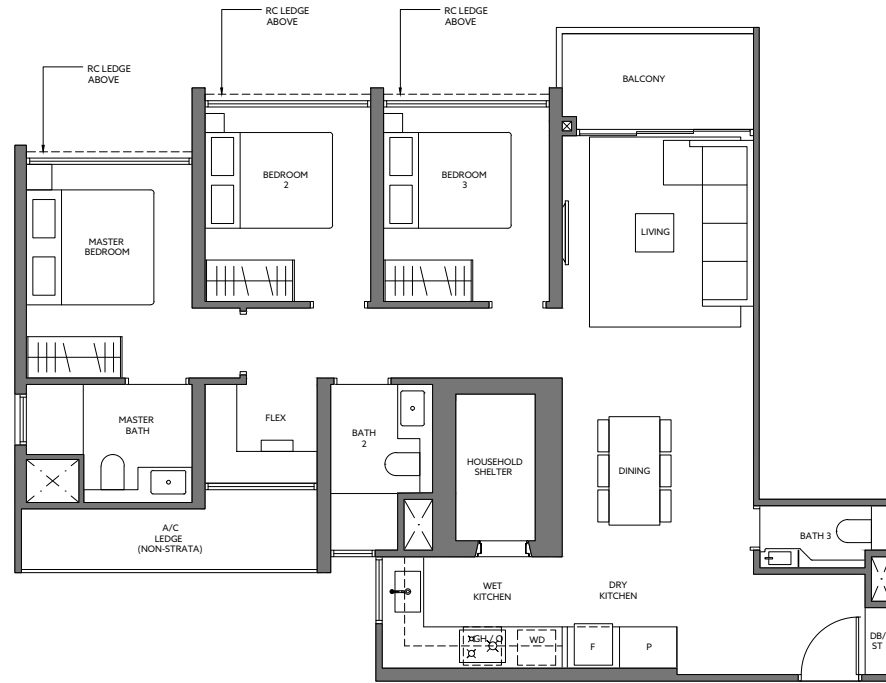 RC LEDGE
ABOVE
RC LEDGE
ABOVE
RC LEDGE
ABOVE
BALCONY
BEDROOM
2
BEDROOM
3
MASTER
BEDROOM
LIVING
MASTER
BATH
FLEX
BATH
2
HOUSEHOLD
SHELTER
DINING
A/C
LEDGE
(NON-STRATA)
BATH 3
WET
KITCHEN
DRY
KITCHEN
GH / O
WD
F
P
DB/
ST